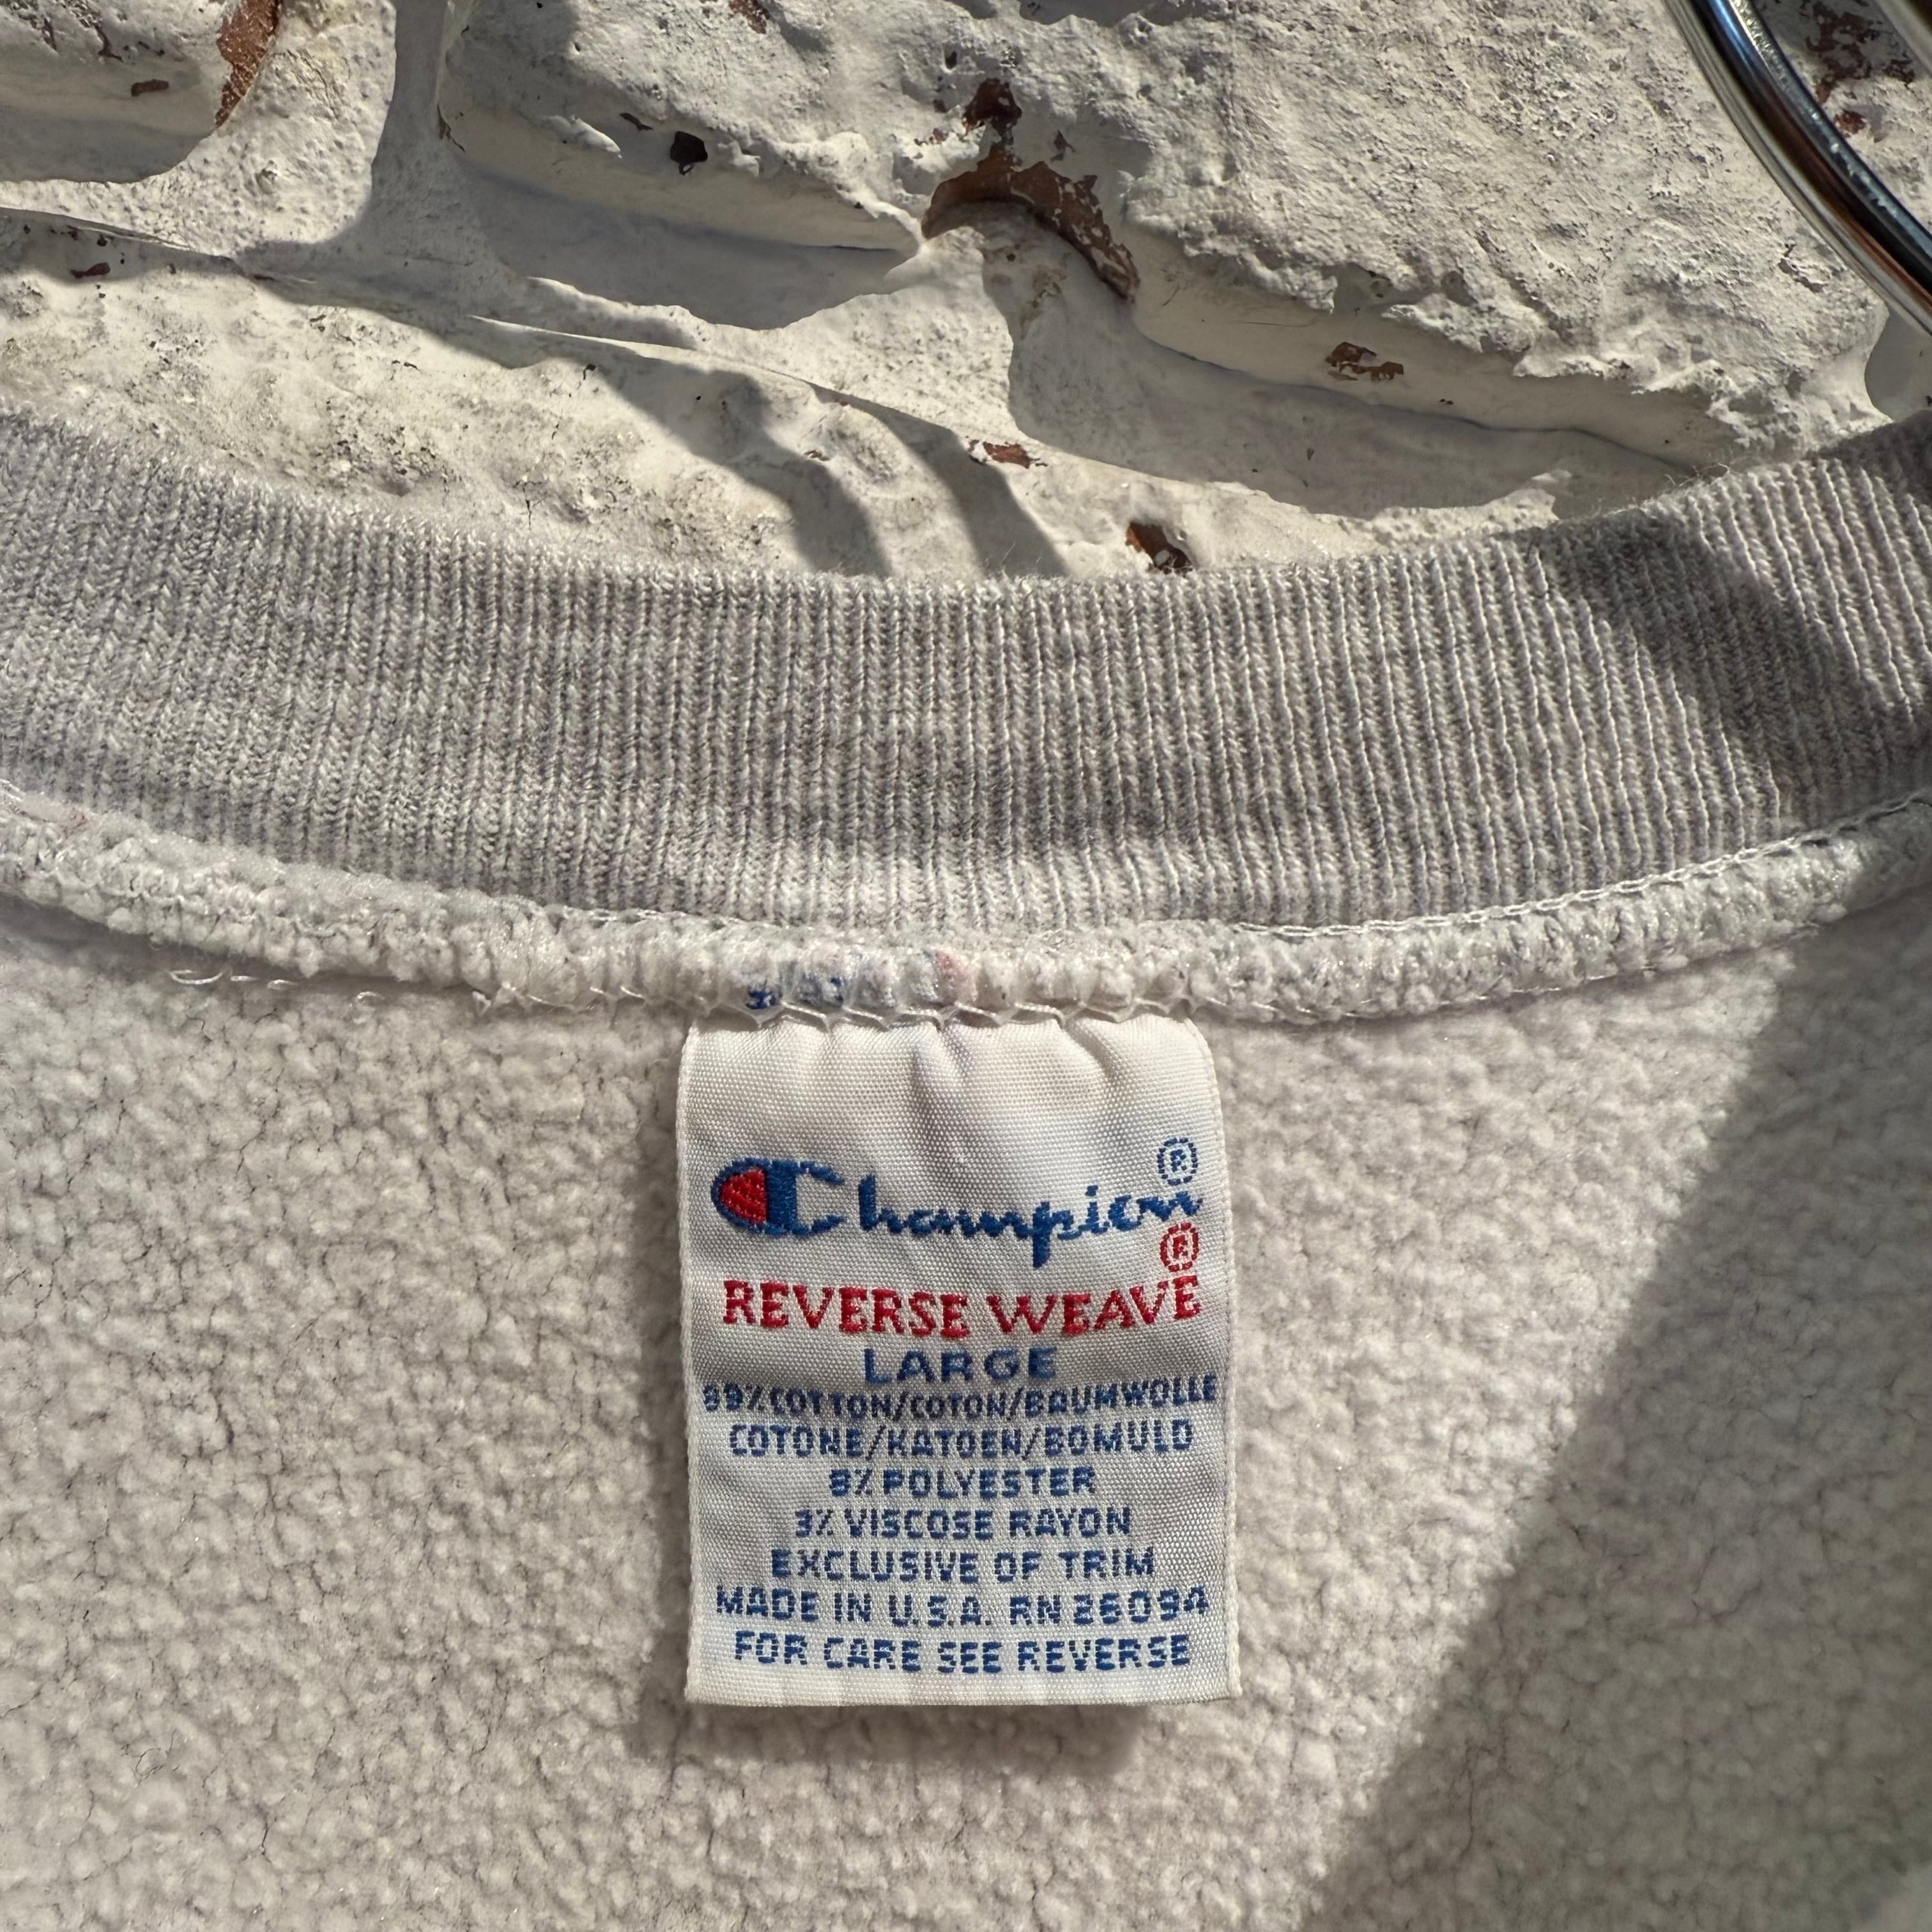 Champion®
REVERSE WEAVE®
LARGE
89% COTTON/COTON/BAUMWOLLE
COTONE/KATOEN/BOMULD
8% POLYESTER
3% VISCOSE RAYON
EXCLUSIVE OF TRIM
MADE IN U.S.A. RN 26094
FOR CARE SEE REVERSE